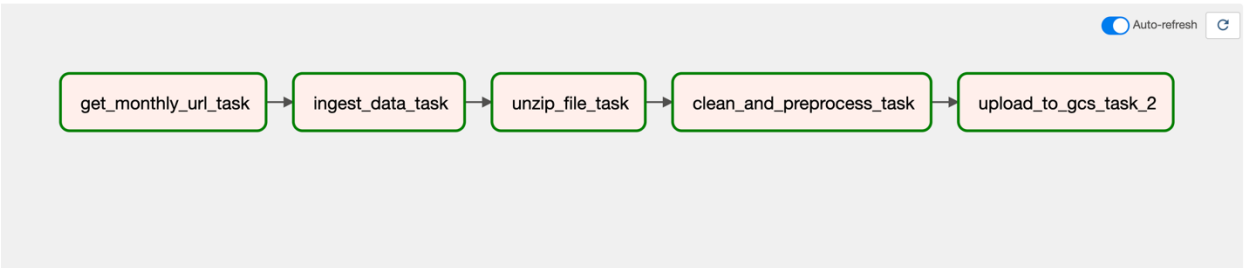 Auto-refresh
get_monthly_url_task
ingest_data_task
unzip_file_task
clean_and_preprocess_task
upload_to_gcs_task_2